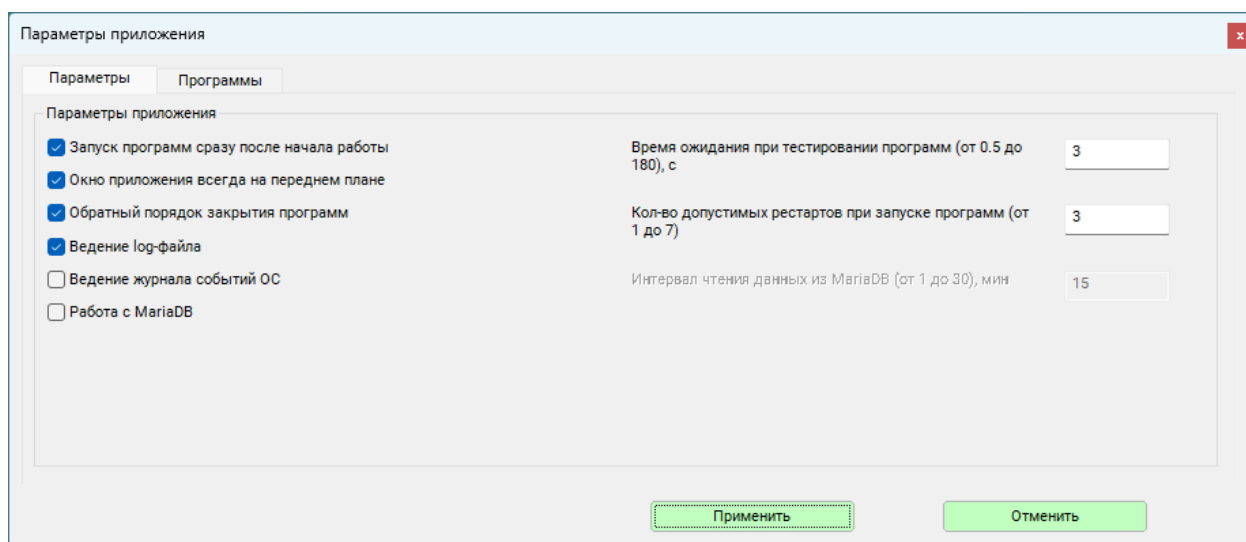 Параметры приложения
x
Параметры
Программы
Параметры приложения
Запуск программ сразу после начала работы
Окно приложения всегда на переднем плане
Обратный порядок закрытия программ
Ведение log-файла
Ведение журнала событий ОС
Работа с MariaDB
Время ожидания при тестировании программ (от 0.5 до
180), с
3
Кол-во допустимых рестартов при запуске программ (от
1 до 7)
3
Интервал чтения данных из MariaDB (от 1 до 30), мин
15
Применить
Отменить